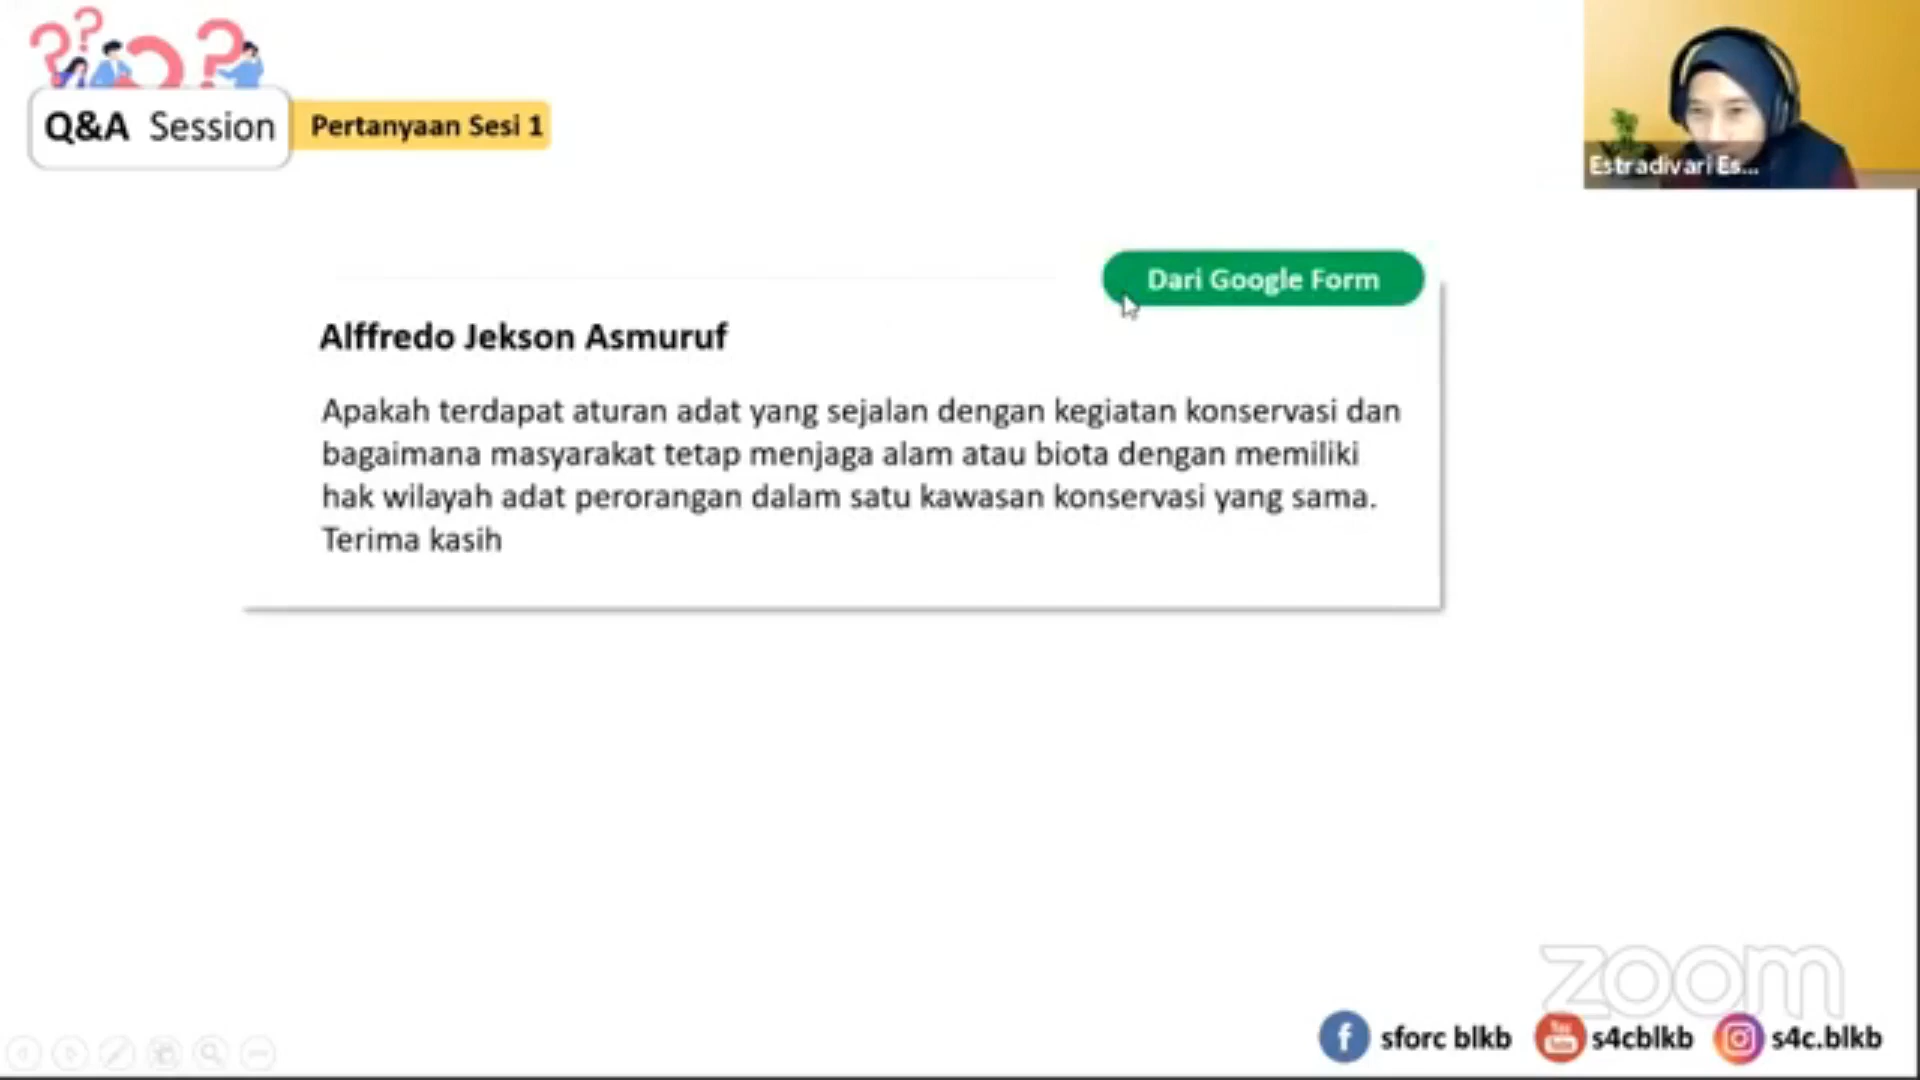 Q&A Session
Pertanyaan Sesi 1
Estradivari Es...
Dari Google Form
Alffredo Jekson Asmuruf
Apakah terdapat aturan adat yang sejalan dengan kegiatan konservasi dan
bagaimana masyarakat tetap menjaga alam atau biota dengan memiliki
hak wilayah adat perorangan dalam satu kawasan konservasi yang sama.
Terima kasih
zoom
f sforc blkb
You Tube s4cblkb
s4c.blkb